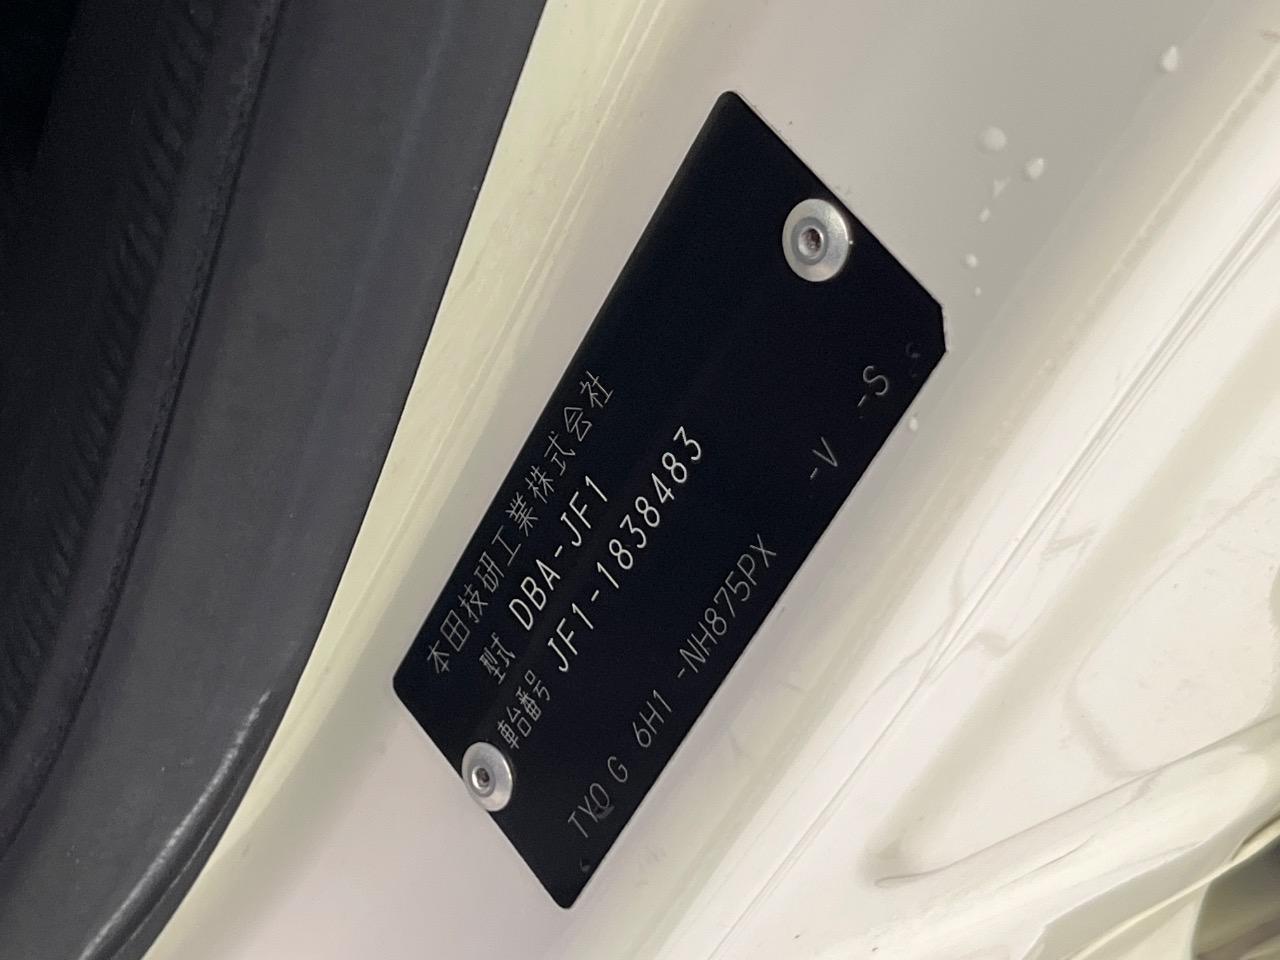 本田技研工業株式会社
型式 DBA-JF1
車台番号 JF1-1838483
TY0 G 6H1 -NH875PX -V -S